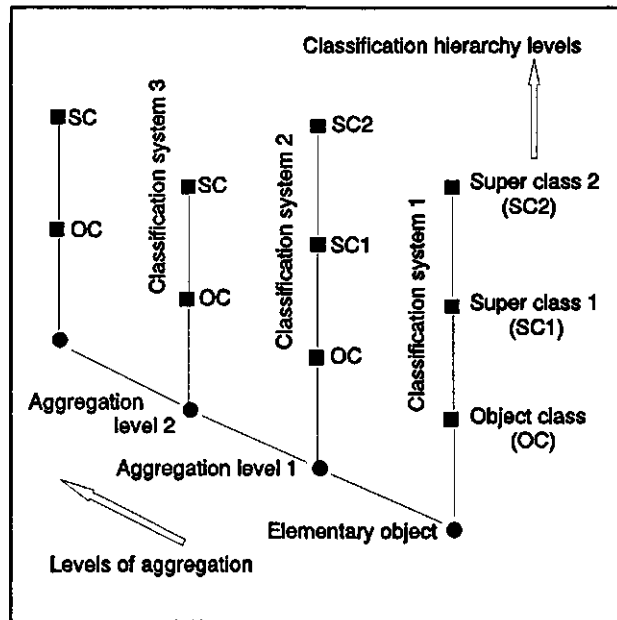 Classification hierarchy levels
SC
Classification system 3
SC
Classification system 2
SC2
Classification system 1
Super class 2
(SC2)
OC
SC1
OC
Super class 1
(SC1)
OC
Object class
(OC)
Aggregation
level 2
Aggregation level 1
Elementary object
Levels of aggregation